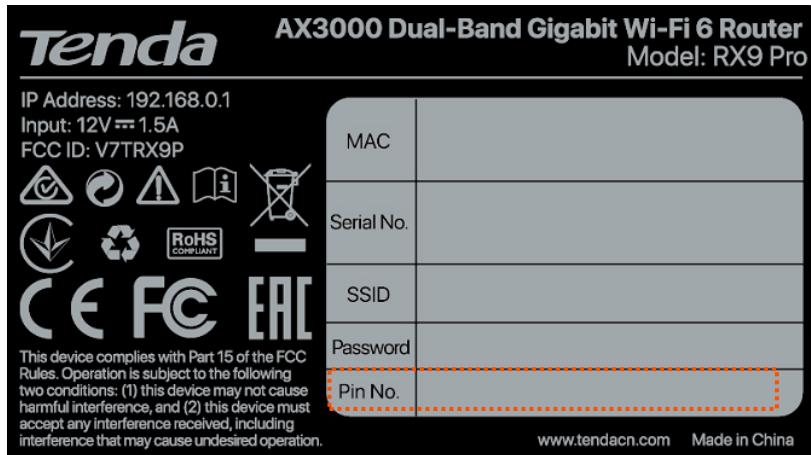 Tenda
AX3000 Dual-Band Gigabit Wi-Fi 6 Router
Model: RX9 Pro
IP Address: 192.168.0.1
Input: 12V⎓1.5A
FCC ID: V7TRX9P
RoHS
COMPLIANT
CE FC EAC
This device complies with Part 15 of the FCC
Rules. Operation is subject to the following
two conditions: (1) this device may not cause
harmful interference, and (2) this device must
accept any interference received, including
interference that may cause undesired operation.
MAC
Serial No.
SSID
Password
Pin No.
www.tendacn.com Made in China